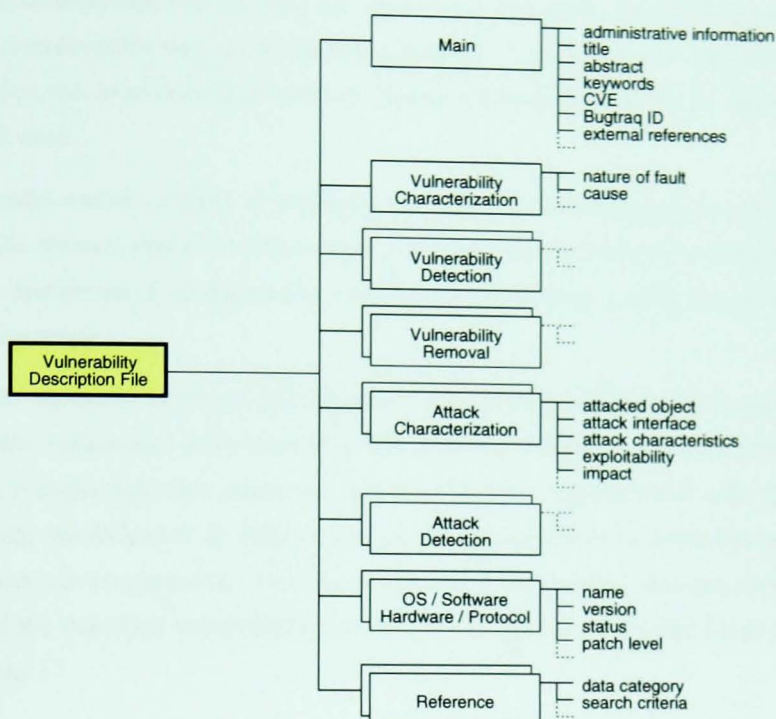 Vulnerability
Description File
Main
administrative information
title
abstract
keywords
CVE
Bugtraq ID
external references
Vulnerability
Characterization
nature of fault
cause
Vulnerability
Detection
Vulnerability
Removal
Attack
Characterization
attacked object
attack interface
attack characteristics
exploitability
impact
Attack
Detection
OS / Software
Hardware / Protocol
name
version
status
patch level
Reference
data category
search criteria